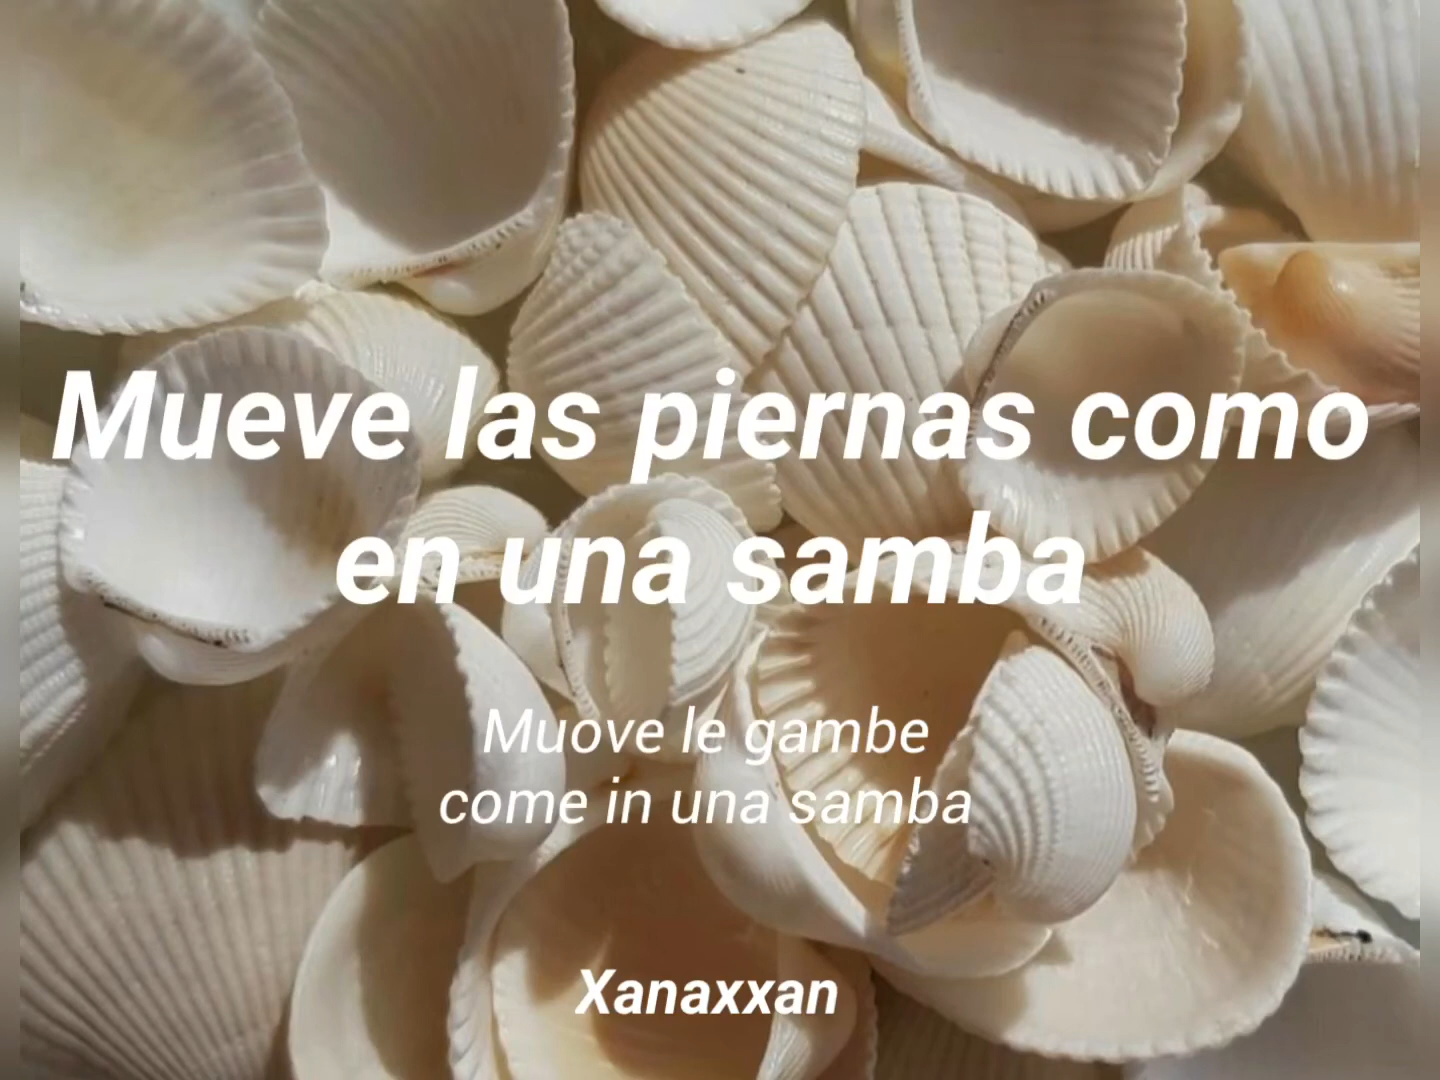 Mueve las piernas como
en una samba
Muove le gambe
come in una samba
Xanaxxan